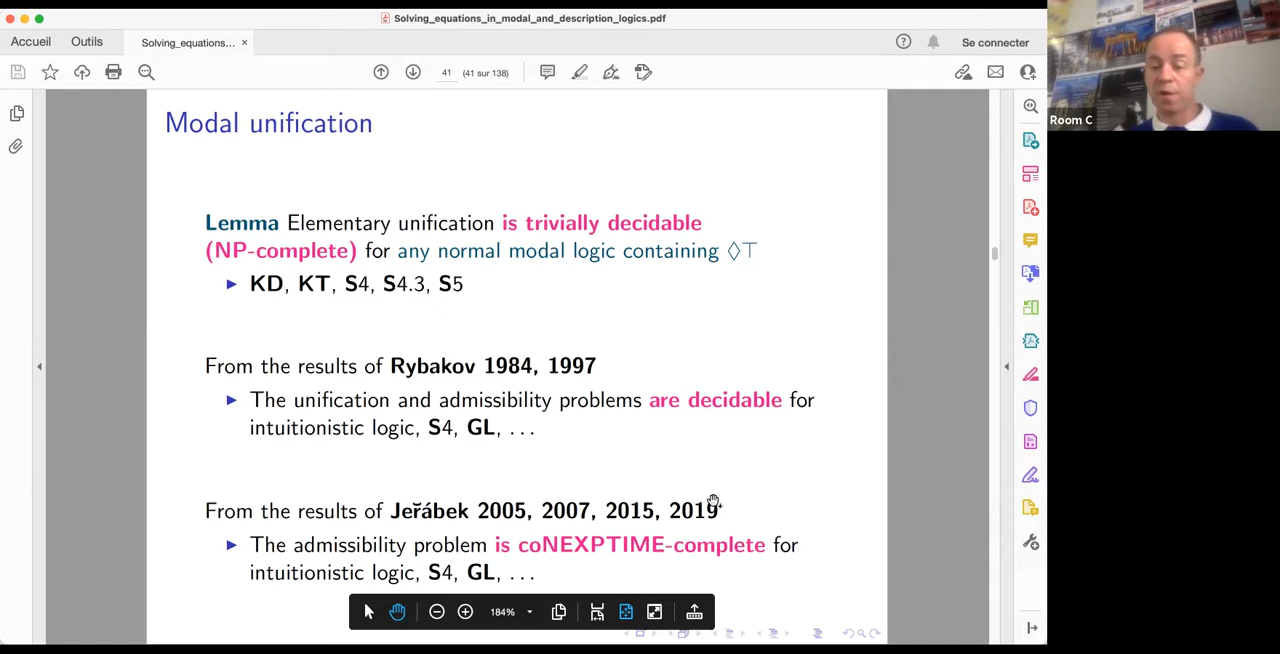 Solving_equations_in_modal_and_description_logics.pdf
Accueil Outils Solving_equations... × Se connecter
41 (41 sur 138)
Room C
Modal unification
Lemma Elementary unification is trivially decidable
(NP-complete) for any normal modal logic containing ◊⊤
► KD, KT, S4, S4.3, S5
From the results of Rybakov 1984, 1997
► The unification and admissibility problems are decidable for
intuitionistic logic, S4, GL, . . .
From the results of Jeřábek 2005, 2007, 2015, 2019
► The admissibility problem is coNEXPTIME-complete for
intuitionistic logic, S4, GL, . . .
184%